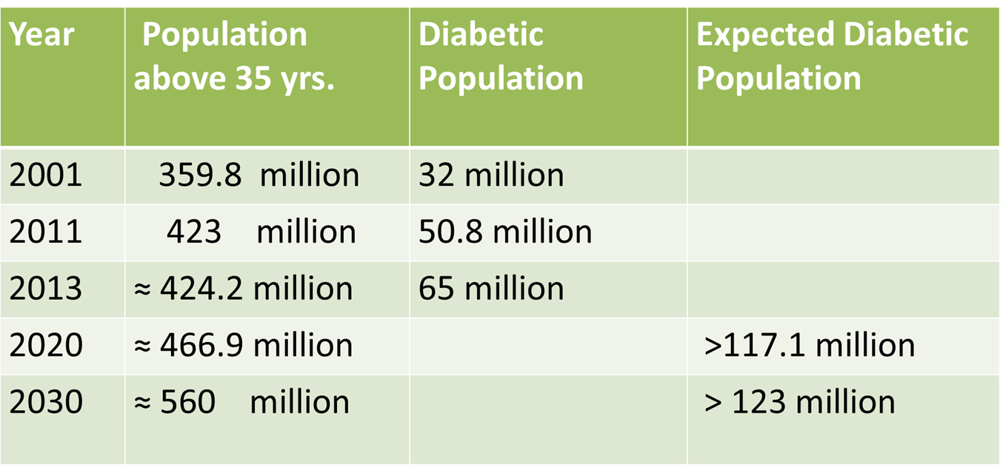 Year Population above 35 yrs. Diabetic Population Expected Diabetic Population
2001 359.8 million 32 million
2011 423 million 50.8 million
2013 ≈ 424.2 million 65 million
2020 ≈ 466.9 million >117.1 million
2030 ≈ 560 million > 123 million